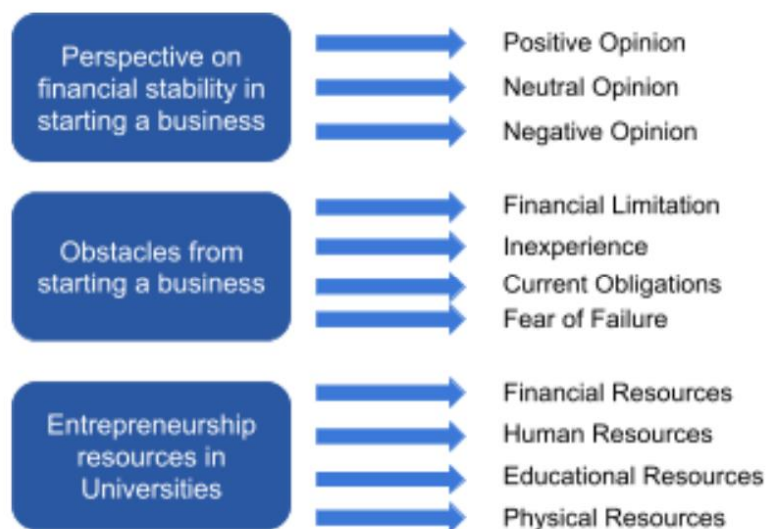 Perspective on
financial stability in
starting a business
Positive Opinion
Neutral Opinion
Negative Opinion
Obstacles from
starting a business
Financial Limitation
Inexperience
Current Obligations
Fear of Failure
Entrepreneurship
resources in
Universities
Financial Resources
Human Resources
Educational Resources
Physical Resources